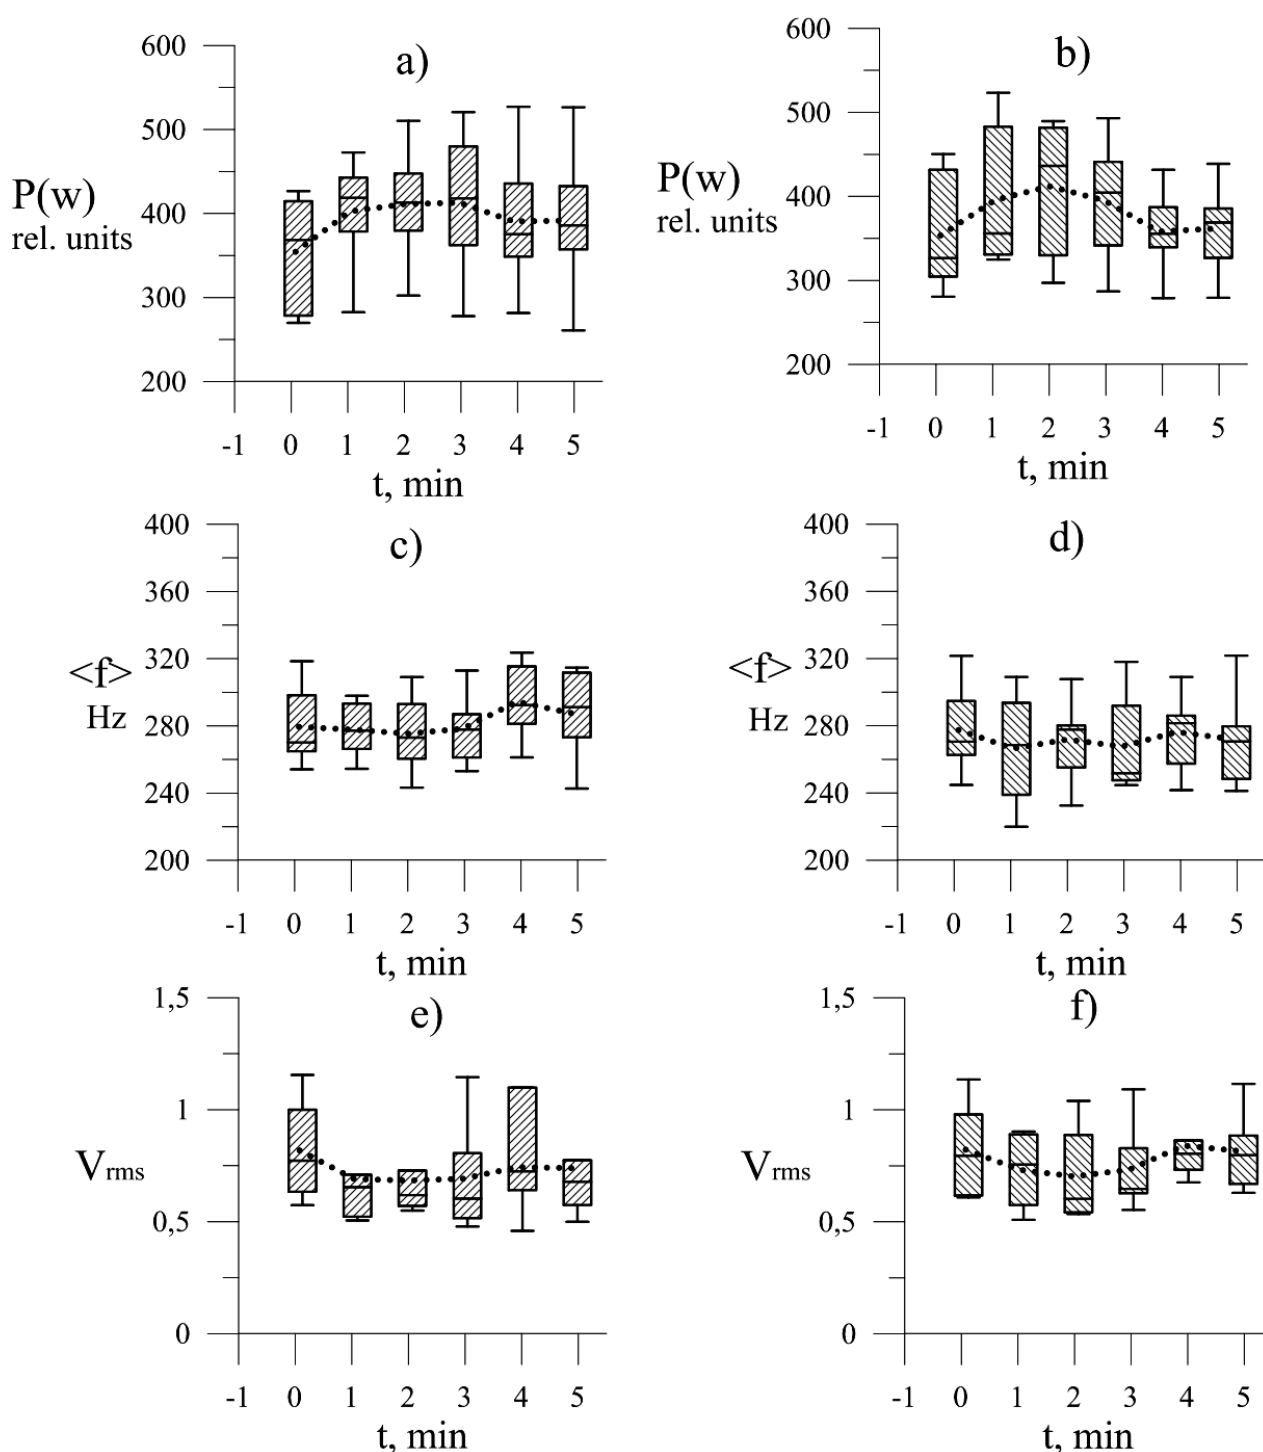 a)
600
500
400
300
200
P(w)
rel. units
-1 0 1 2 3 4 5
t, min
b)
600
500
400
300
200
P(w)
rel. units
-1 0 1 2 3 4 5
t, min
c)
400
360
320
280
240
200
<f>
Hz
-1 0 1 2 3 4 5
t, min
d)
400
360
320
280
240
200
<f>
Hz
-1 0 1 2 3 4 5
t, min
e)
1,5
1
0,5
0
Vrms
-1 0 1 2 3 4 5
t, min
f)
1,5
1
0,5
0
Vrms
-1 0 1 2 3 4 5
t, min